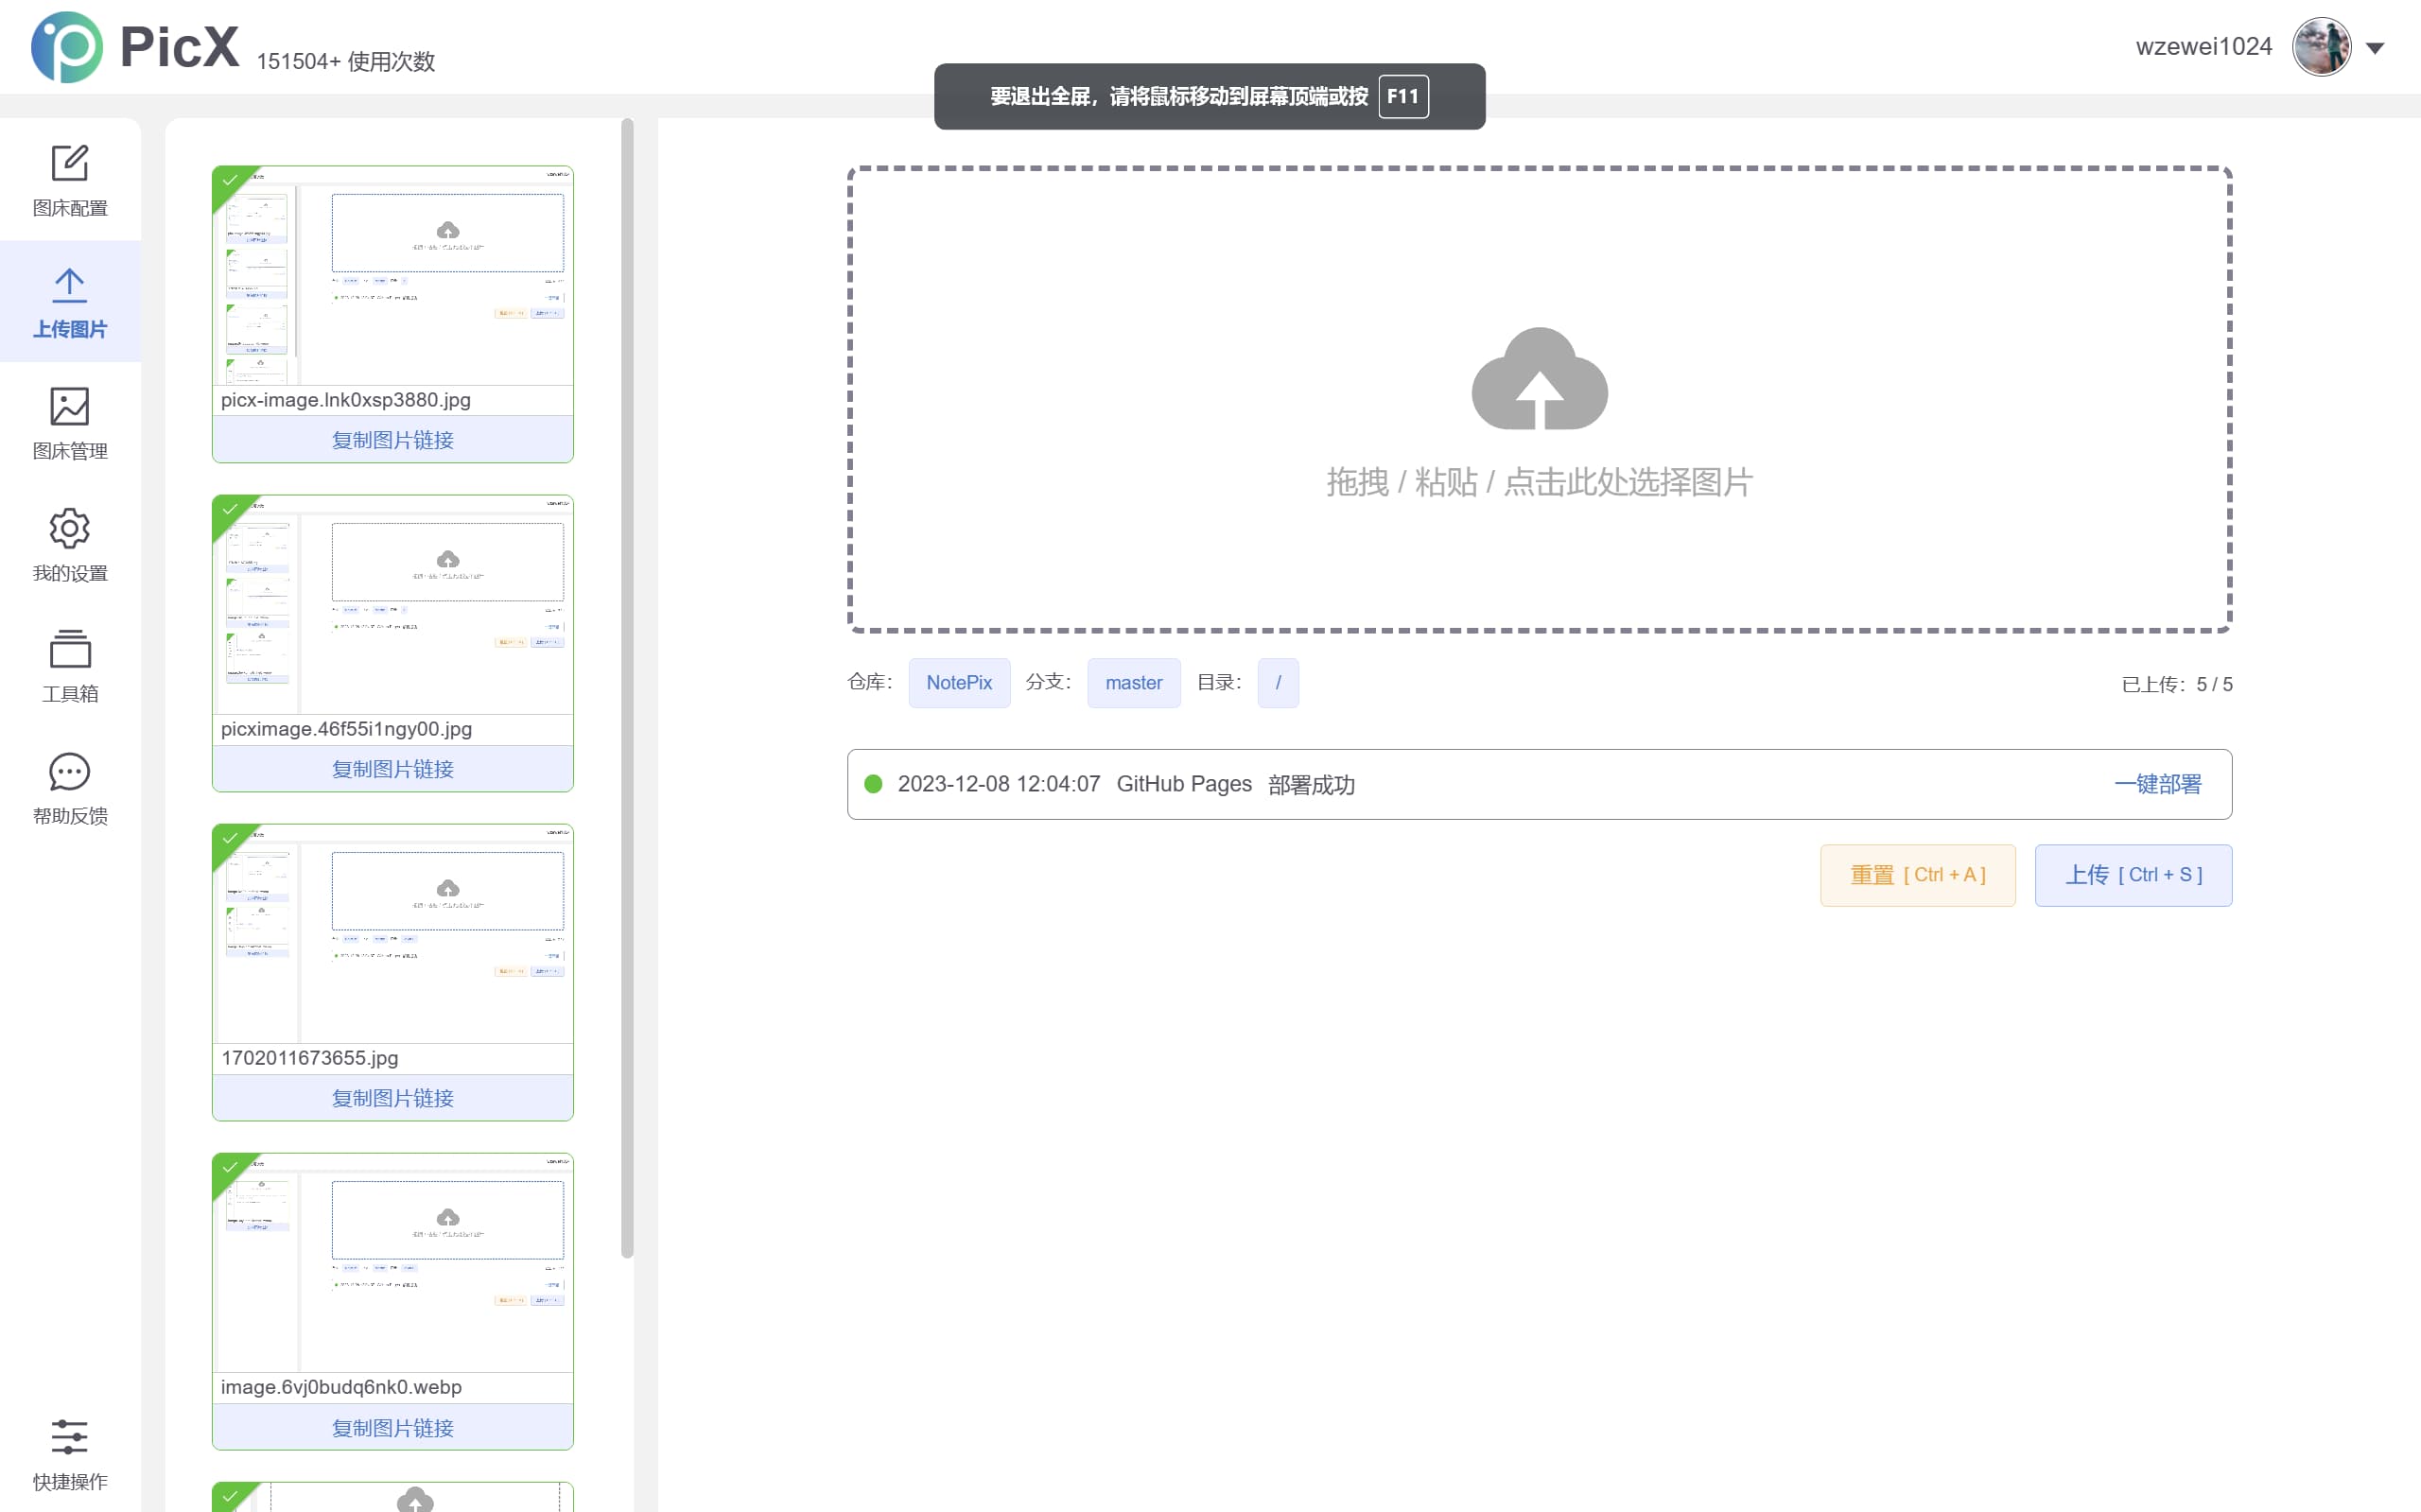 PicX 151504+ 使用次数
wzewei1024
要退出全屏，请将鼠标移动到屏幕顶端或按 F11
图床配置
上传图片
图床管理
我的设置
工具箱
帮助反馈
快捷操作
picx-image.lnk0xsp3880.jpg
复制图片链接
picximage.46f55i1ngy00.jpg
复制图片链接
1702011673655.jpg
复制图片链接
image.6vj0budq6nk0.webp
复制图片链接
拖拽 / 粘贴 / 点击此处选择图片
仓库： NotePix 分支： master 目录： /
已上传：5 / 5
2023-12-08 12:04:07 GitHub Pages 部署成功
一键部署
重置 [ Ctrl + A ]
上传 [ Ctrl + S ]